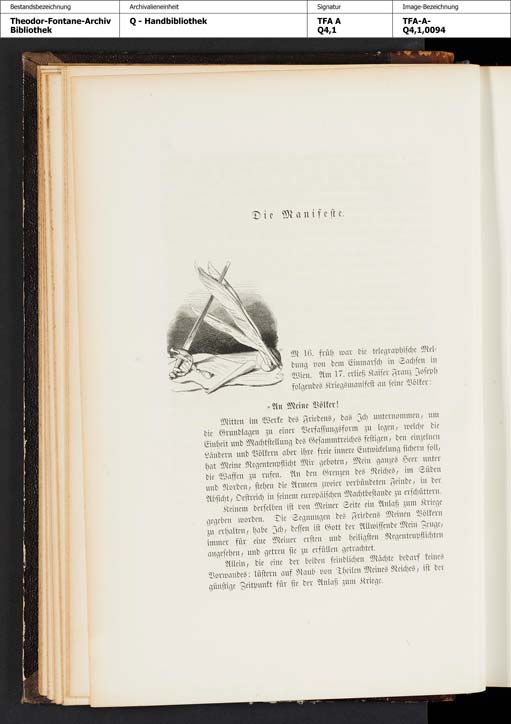 Bestandsbezeichnung
Archivalieneinheit
Signatur
Image-Bezeichnung
Theodor-Fontane-Archiv
Bibliothek
Q - Handbibliothek
TFA A
Q4,1
TFA-A-
Q4,1,0094
Die Manifeste.
M 16. früh war die telegraphische Mel-
dung von dem Einmarsch in Sachsen in
Wien. Am 17. erließ Kaiser Franz Joseph
folgendes Kriegsmanifest an seine Völker:
„An Meine Völker!
Mitten im Werke des Friedens, das Ich unternommen, um
die Grundlagen zu einer Verfassungsform zu legen, welche die
Einheit und Machtstellung des Gesammtreiches festigen, den einzelnen
Ländern und Völkern aber ihre freie innere Entwickelung sichern soll,
hat Meine Regentenpflicht Mir geboten, Mein ganzes Heer unter
die Waffen zu rufen. An den Grenzen des Reiches, im Süden
und Norden, stehen die Armeen zweier verbündeten Feinde, in der
Absicht, Oestreich in seinem europäischen Machtbestande zu erschüttern.
Keinem derselben ist von Meiner Seite ein Anlaß zum Kriege
gegeben worden. Die Segnungen des Friedens Meinen Völkern
zu erhalten, habe Ich, dessen ist Gott der Allwissende Mein Zeuge,
immer für eine Meiner ersten und heiligsten Regentenpflichten
angesehen, und getreu sie zu erfüllen getrachtet.
Allein, die eine der beiden feindlichen Mächte bedarf keines
Vorwandes: lüstern auf Raub von Theilen Meines Reiches, ist der
günstige Zeitpunkt für sie der Anlaß zum Kriege.